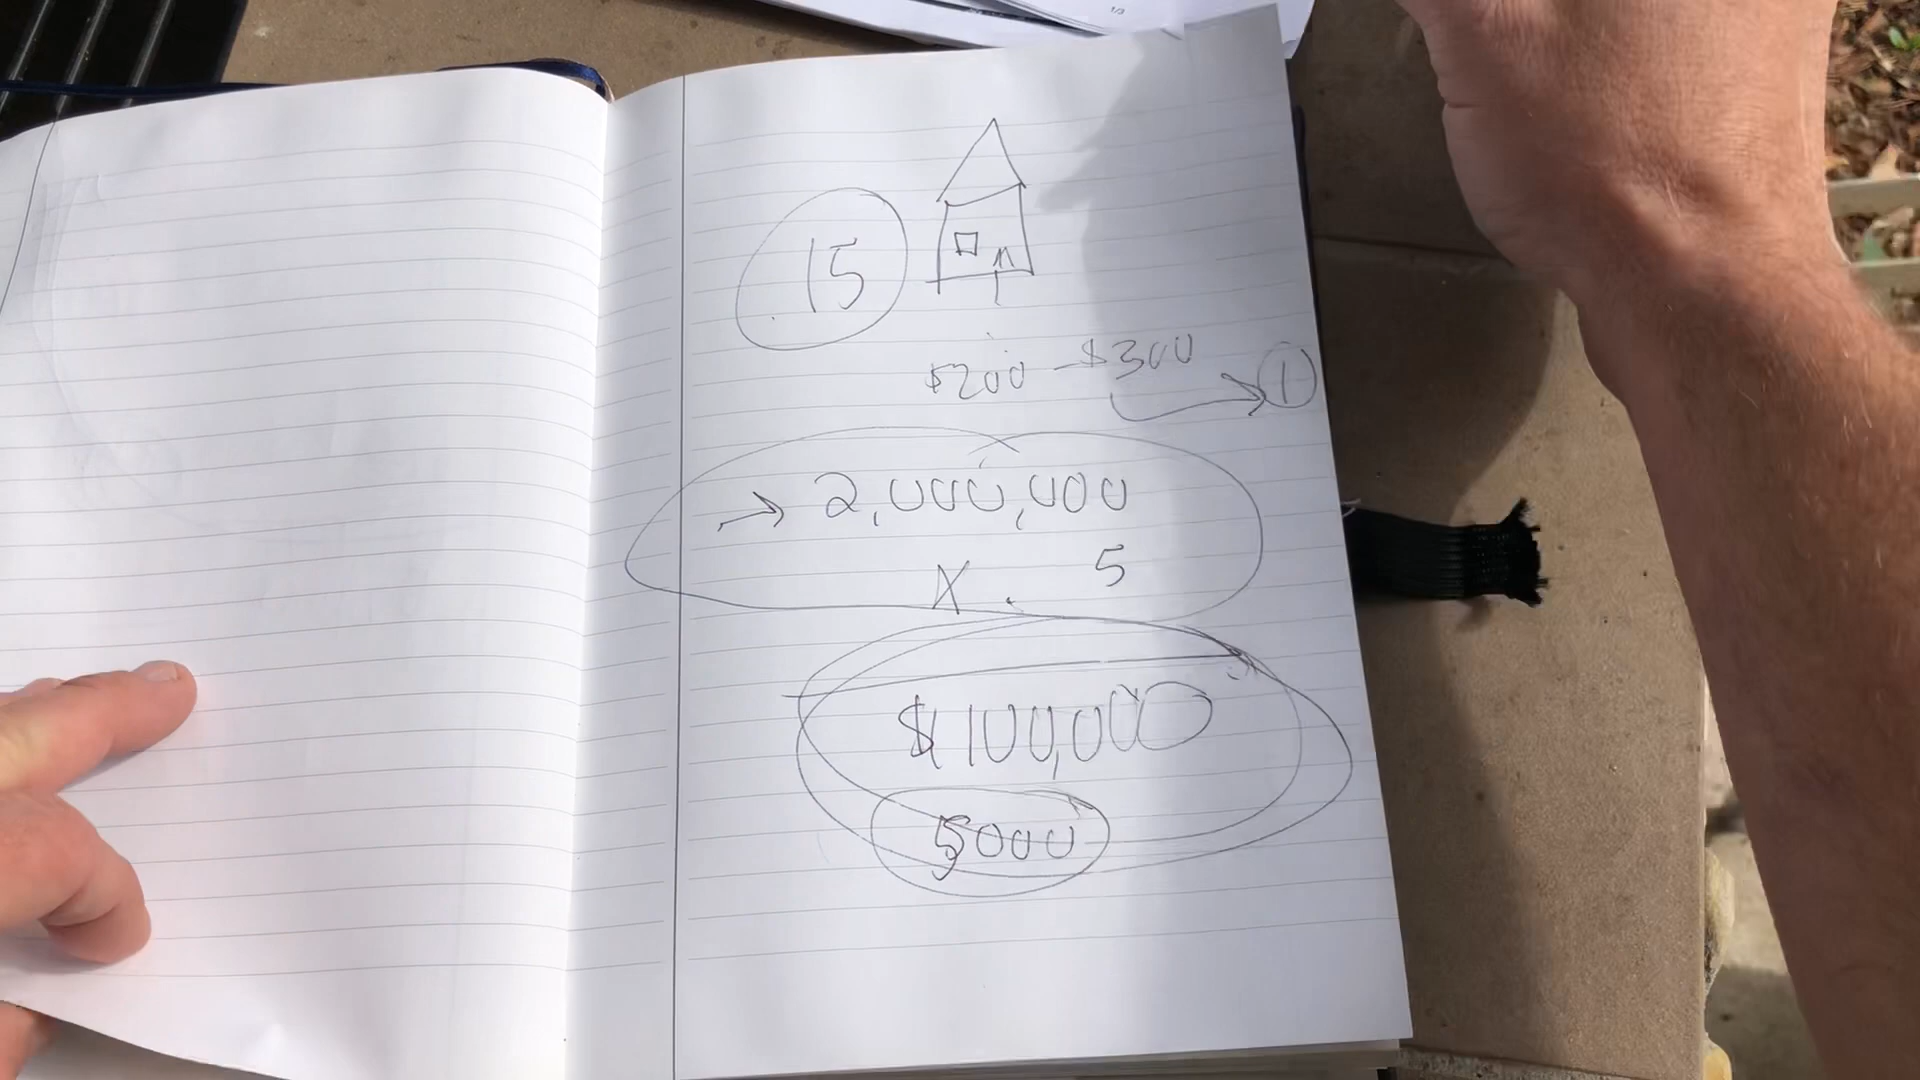 15
$200 - $300 → 1
→ 2,000,000
X . 5
$100,000
5000